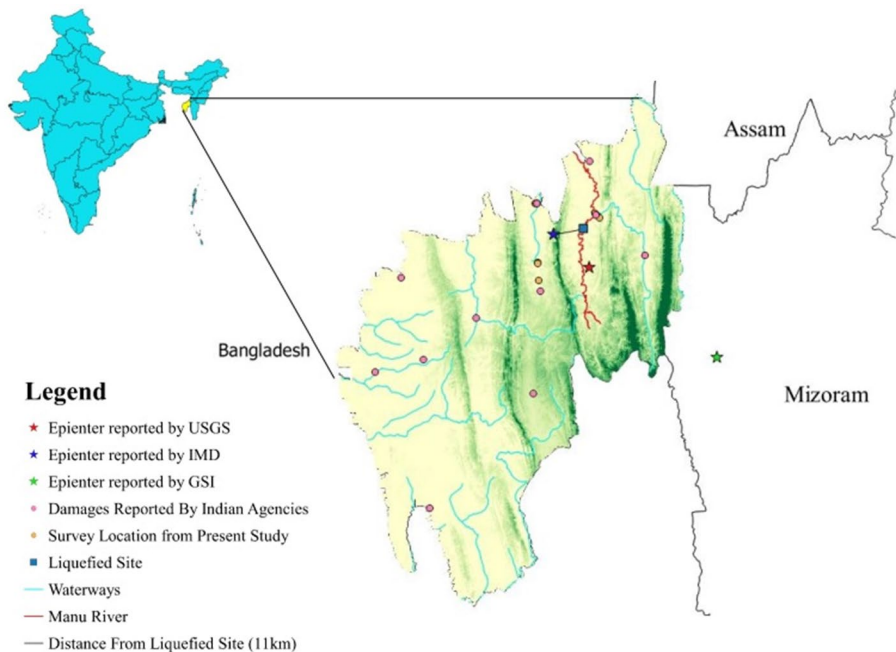 Assam
Bangladesh
Mizoram
Legend
Epienter reported by USGS
Epienter reported by IMD
Epienter reported by GSI
Damages Reported By Indian Agencies
Survey Location from Present Study
Liquefied Site
Waterways
Manu River
Distance From Liquefied Site (11km)